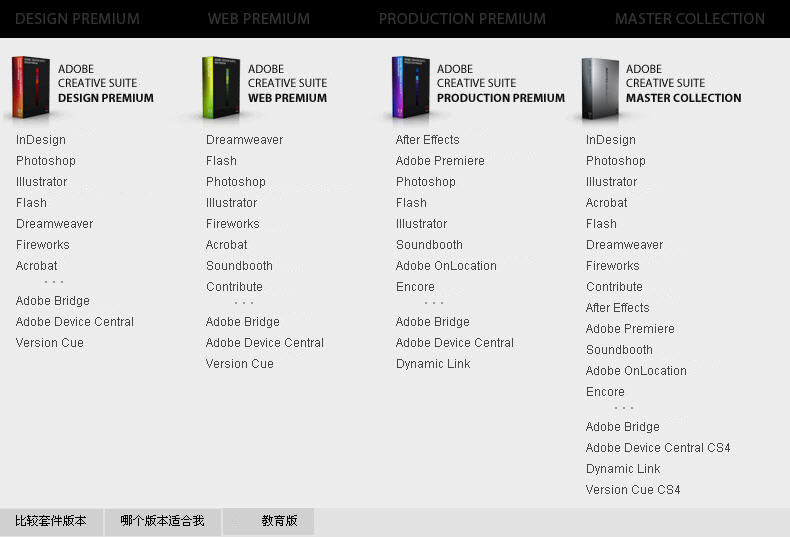 DESIGN PREMIUM
WEB PREMIUM
PRODUCTION PREMIUM
MASTER COLLECTION
ADOBE
CREATIVE SUITE
DESIGN PREMIUM
InDesign
Photoshop
Illustrator
Flash
Dreamweaver
Fireworks
Acrobat
...
Adobe Bridge
Adobe Device Central
Version Cue
ADOBE
CREATIVE SUITE
WEB PREMIUM
Dreamweaver
Flash
Photoshop
Illustrator
Fireworks
Acrobat
Soundbooth
Contribute
...
Adobe Bridge
Adobe Device Central
Version Cue
ADOBE
CREATIVE SUITE
PRODUCTION PREMIUM
After Effects
Adobe Premiere
Photoshop
Flash
Illustrator
Soundbooth
Adobe OnLocation
Encore
...
Adobe Bridge
Adobe Device Central
Dynamic Link
ADOBE
CREATIVE SUITE
MASTER COLLECTION
InDesign
Photoshop
Illustrator
Acrobat
Flash
Dreamweaver
Fireworks
Contribute
After Effects
Adobe Premiere
Soundbooth
Adobe OnLocation
Encore
...
Adobe Bridge
Adobe Device Central CS4
Dynamic Link
Version Cue CS4
比较套件版本
哪个版本适合我
教育版